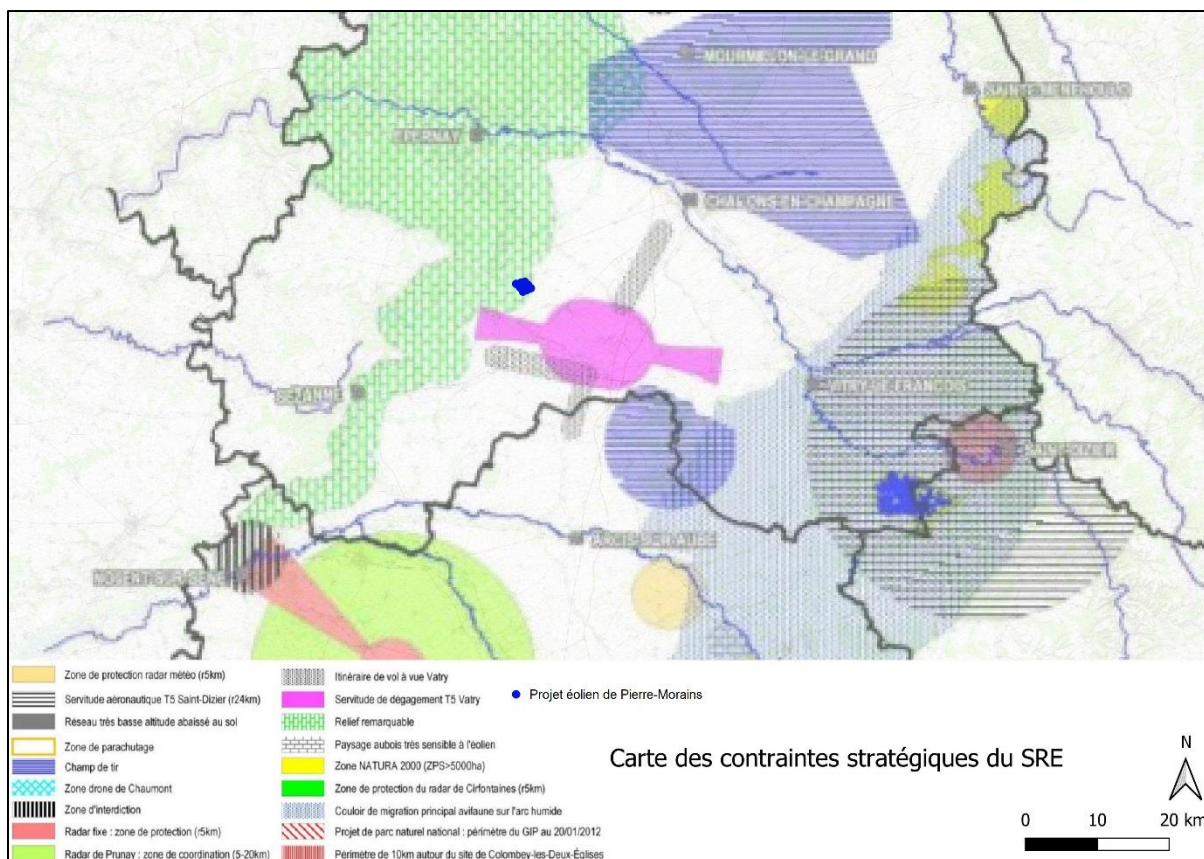 MOURMELON-LE-GRAND
SAINTE-MENEHOULD
EPERNAY
CHALONS-EN-CHAMPAGNE
SEZANNE
VITRY-LE-FRANCOIS
SAINT-DIZIER
ARCIS-SUR-AUBE
NOGENT-SUR-SEINE
Zone de protection radar météo (r5km)
Servitude aéronautique T5 Saint-Dizier (r24km)
Réseau très basse altitude abaissé au sol
Zone de parachutage
Champ de tir
Zone drone de Chaumont
Zone d'interdiction
Radar fixe : zone de protection (r5km)
Radar de Prunay : zone de coordination (5-20km)
Itinéraire de vol à vue Vatry
Servitude de dégagement T5 Vatry
Relief remarquable
Paysage aubois très sensible à l'éolien
Zone NATURA 2000 (ZPS>5000ha)
Zone de protection du radar de Cirfontaines (r5km)
Couloir de migration principal avifaune sur l'arc humide
Projet de parc naturel national : périmètre du GIP au 20/01/2012
Périmètre de 10km autour du site de Colombey-les-Deux-Églises
Projet éolien de Pierre-Morains
Carte des contraintes stratégiques du SRE
N
0 10 20 km